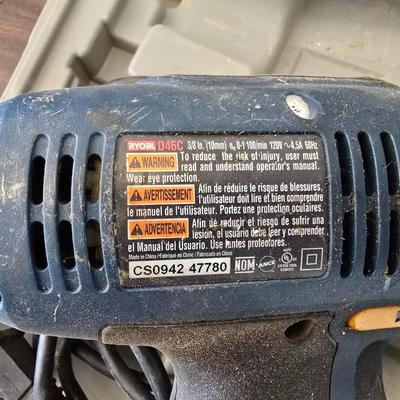 RYOBI D46C 3/8 in. (10mm) n₀ 0-1100/min 120V ~ 4,5A 60Hz
WARNING To reduce the risk of injury, user must
read and understand operator's manual.
Wear eye protection.
AVERTISSEMENT Afin de réduire le risque de blessures,
l'utilisateur doit lire et bien comprendre
le manuel de l'utilisateur. Portez une protection oculaires
ADVERTENCIA Afin de reducir el riesgo de sufrir una
lesion, el usuario debe leer y comprender
el Manual del Usuario. Use lentes protectores.
Made in China / Fabriqué en Chine / Fabricado en China
CS0942 47780 NOM -ANCE UL